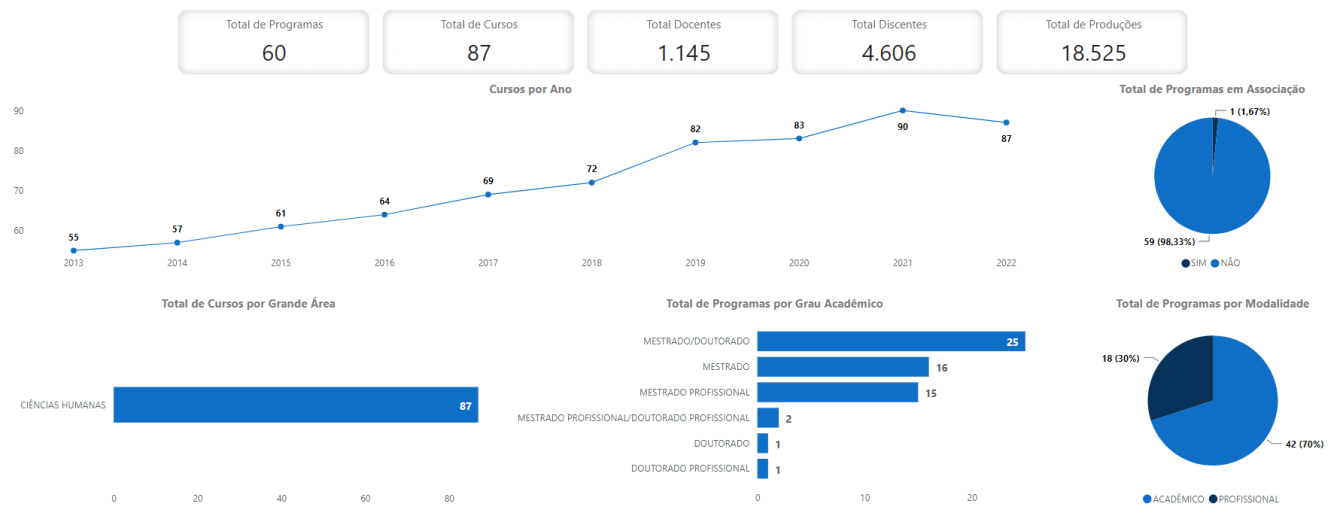 Total de Programas
60
Total de Cursos
87
Total Docentes
1.145
Total Discentes
4.606
Total de Produções
18.525
Cursos por Ano
90
80
70
60
55
57
61
64
69
72
82
83
90
87
2013
2014
2015
2016
2017
2018
2019
2020
2021
2022
Total de Programas em Associação
1 (1,67%)
59 (98,33%)
SIM
NÃO
Total de Cursos por Grande Área
CIÊNCIAS HUMANAS
87
0
20
40
60
80
Total de Programas por Grau Acadêmico
MESTRADO/DOUTORADO
25
MESTRADO
16
MESTRADO PROFISSIONAL
15
MESTRADO PROFISSIONAL/DOUTORADO PROFISSIONAL
2
DOUTORADO
1
DOUTORADO PROFISSIONAL
1
0
10
20
Total de Programas por Modalidade
18 (30%)
42 (70%)
ACADÊMICO
PROFISSIONAL